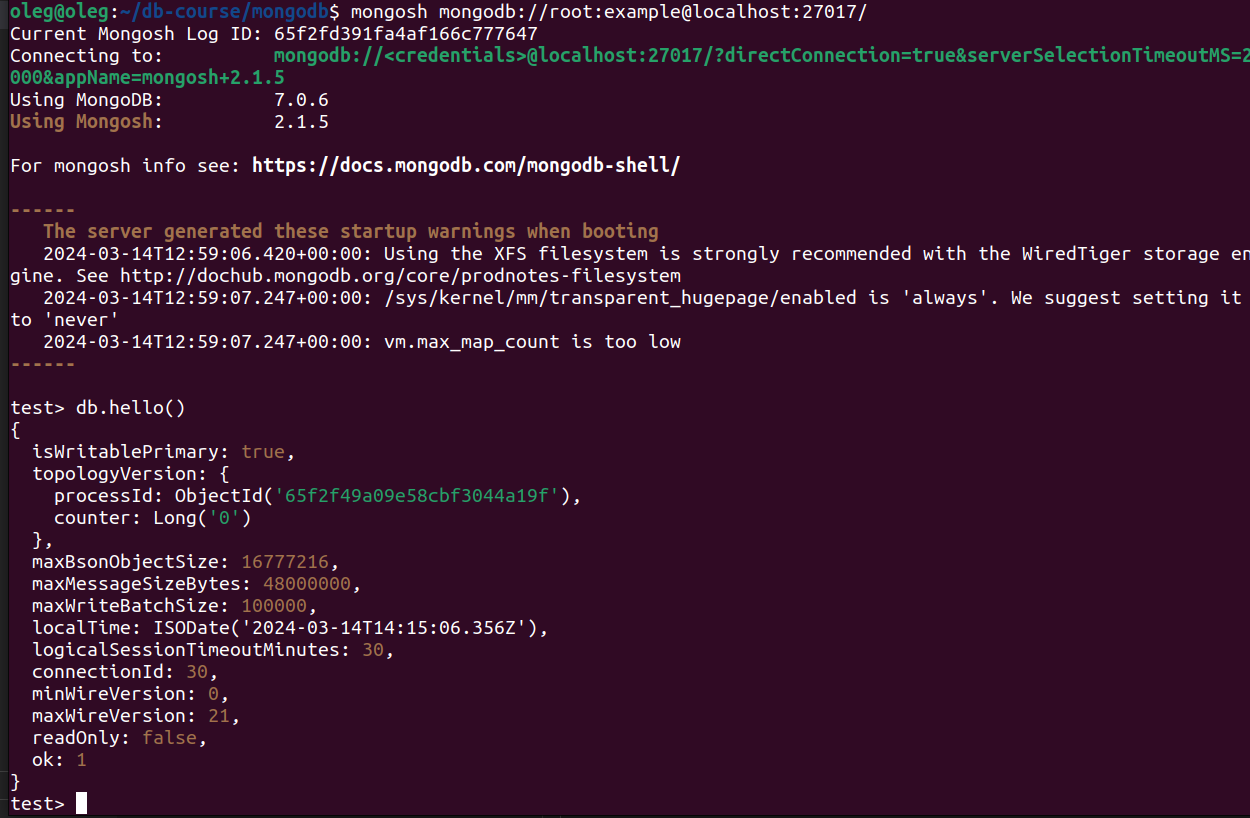 oleg@oleg:~/db-course/mongodb$ mongosh mongodb://root:example@localhost:27017/
Current Mongosh Log ID: 65f2fd391fa4af166c777647
Connecting to:          mongodb://<credentials>@localhost:27017/?directConnection=true&serverSelectionTimeoutMS=2
000&appName=mongosh+2.1.5
Using MongoDB:          7.0.6
Using Mongosh:          2.1.5
For mongosh info see: https://docs.mongodb.com/mongodb-shell/
------
   The server generated these startup warnings when booting
   2024-03-14T12:59:06.420+00:00: Using the XFS filesystem is strongly recommended with the WiredTiger storage en
gine. See http://dochub.mongodb.org/core/prodnotes-filesystem
   2024-03-14T12:59:07.247+00:00: /sys/kernel/mm/transparent_hugepage/enabled is 'always'. We suggest setting it
to 'never'
   2024-03-14T12:59:07.247+00:00: vm.max_map_count is too low
------
test> db.hello()
{
  isWritablePrimary: true,
  topologyVersion: {
    processId: ObjectId('65f2f49a09e58cbf3044a19f'),
    counter: Long('0')
  },
  maxBsonObjectSize: 16777216,
  maxMessageSizeBytes: 48000000,
  maxWriteBatchSize: 100000,
  localTime: ISODate('2024-03-14T14:15:06.356Z'),
  logicalSessionTimeoutMinutes: 30,
  connectionId: 30,
  minWireVersion: 0,
  maxWireVersion: 21,
  readOnly: false,
  ok: 1
}
test>